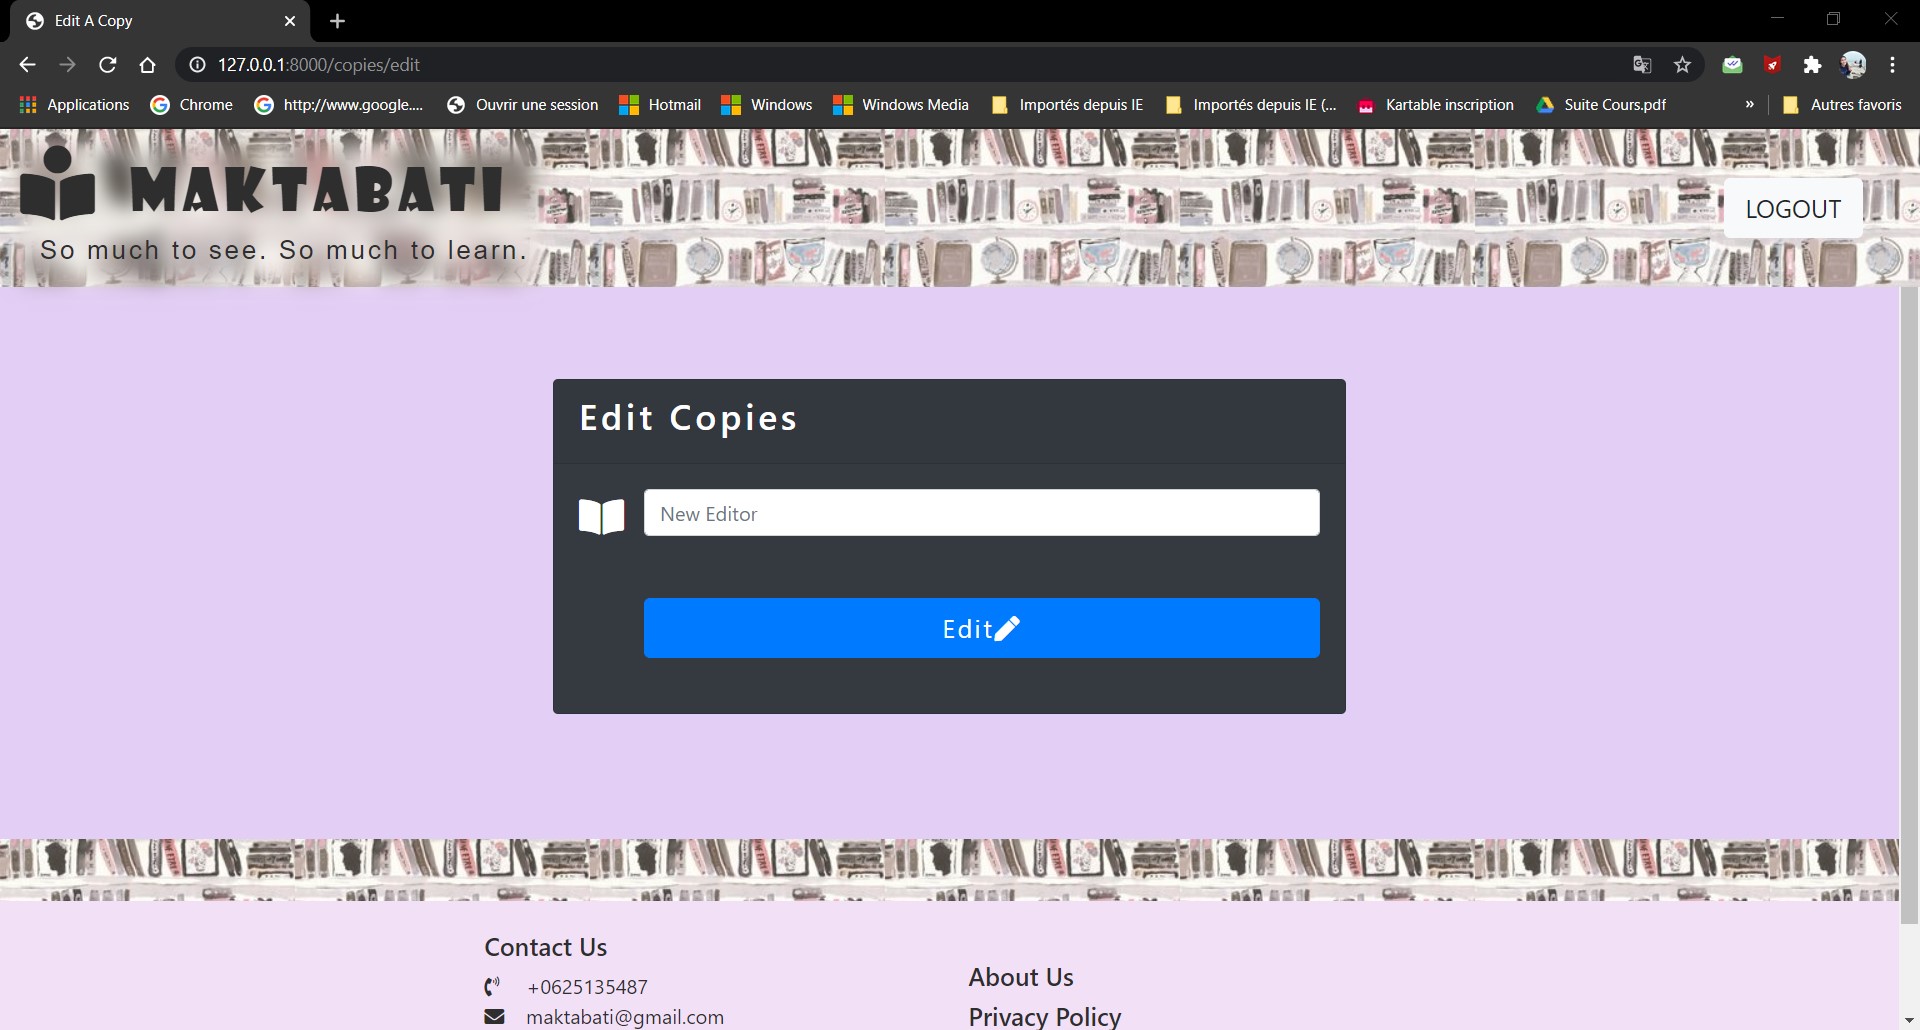 Edit A Copy
127.0.0.1:8000/copies/edit
Applications Chrome http://www.google.... Ouvrir une session Hotmail Windows Windows Media Importés depuis IE Importés depuis IE (... Kartable inscription Suite Cours.pdf » Autres favoris
MAKTABATI
So much to see. So much to learn.
LOGOUT
Edit Copies
New Editor
Edit
Contact Us
+0625135487
maktabati@gmail.com
About Us
Privacy Policy